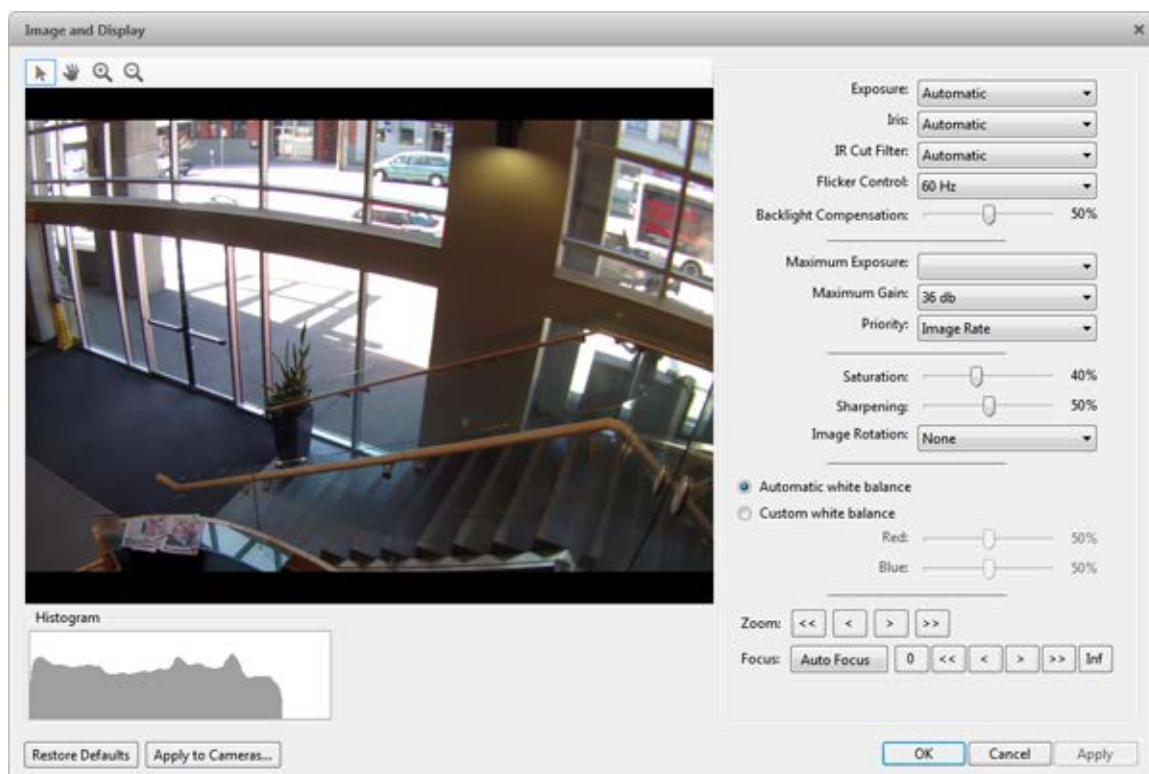 Image and Display
Exposure: Automatic
Iris: Automatic
IR Cut Filter: Automatic
Flicker Control: 60 Hz
Backlight Compensation: 50%
Maximum Exposure:
Maximum Gain: 36 db
Priority: Image Rate
Saturation: 40%
Sharpening: 50%
Image Rotation: None
Automatic white balance
Custom white balance
Red: 50%
Blue: 50%
Zoom: << < > >>
Focus: Auto Focus 0 << < > >> Inf
Histogram
Restore Defaults Apply to Cameras... OK Cancel Apply